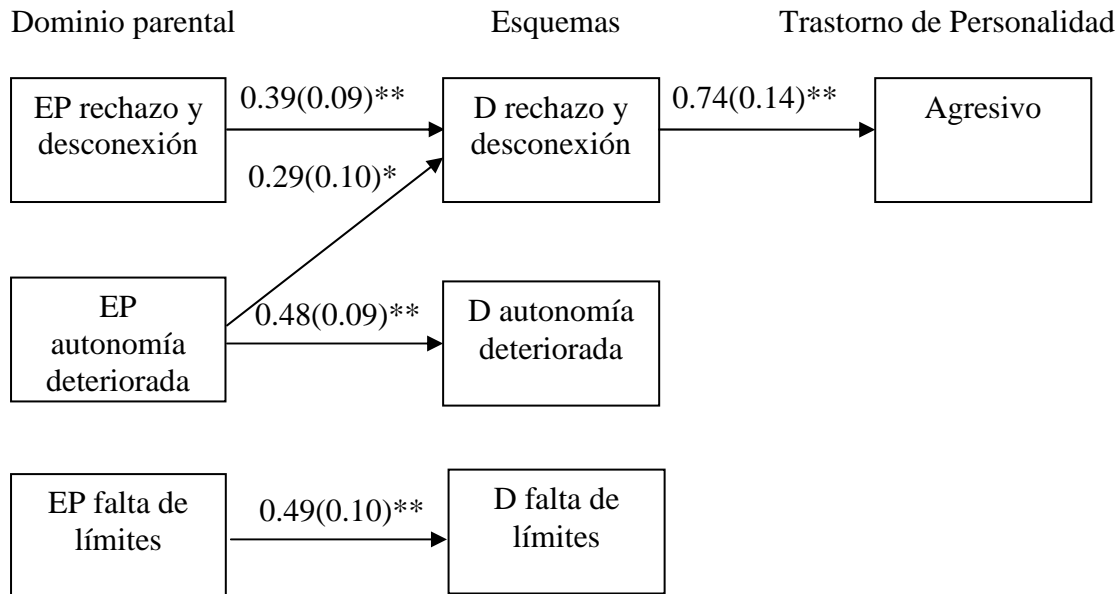 Dominio parental
Esquemas
Trastorno de Personalidad
EP rechazo y
desconexión
0.39(0.09)**
D rechazo y
desconexión
0.74(0.14)**
Agresivo
0.29(0.10)*
EP
autonomía
deteriorada
0.48(0.09)**
D autonomía
deteriorada
EP falta de
límites
0.49(0.10)**
D falta de
límites